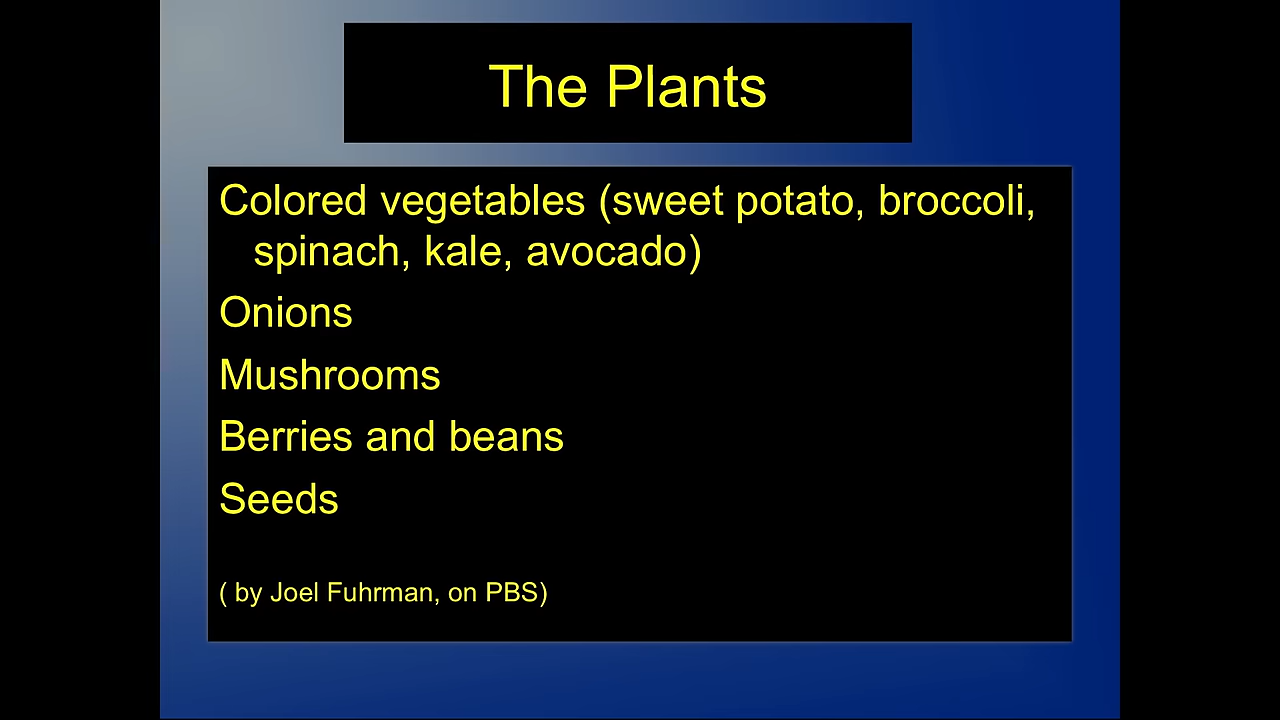 The Plants
Colored vegetables (sweet potato, broccoli,
spinach, kale, avocado)
Onions
Mushrooms
Berries and beans
Seeds
( by Joel Fuhrman, on PBS)